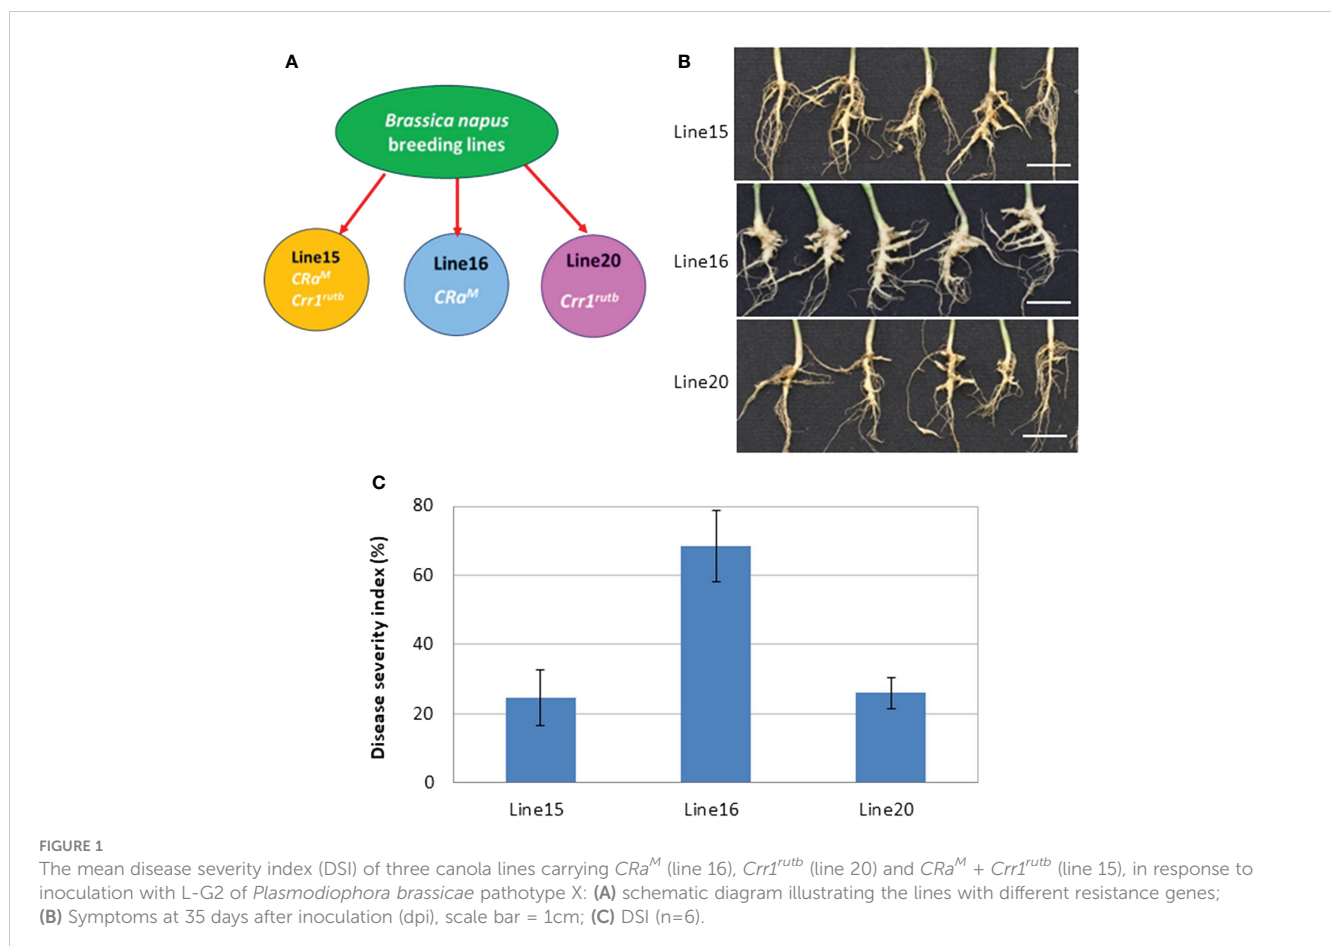 A
Brassica napus
breeding lines
Line15
CRaᴹ
Crr1ʳᵘᵗᵇ
Line16
CRaᴹ
Line20
Crr1ʳᵘᵗᵇ
B
Line15
Line16
Line20
C
Disease severity index (%)
80
60
40
20
0
Line15 Line16 Line20
FIGURE 1
The mean disease severity index (DSI) of three canola lines carrying CRaᴹ (line 16), Crr1ʳᵘᵗᵇ (line 20) and CRaᴹ + Crr1ʳᵘᵗᵇ (line 15), in response to
inoculation with L-G2 of Plasmodiophora brassicae pathotype X: (A) schematic diagram illustrating the lines with different resistance genes;
(B) Symptoms at 35 days after inoculation (dpi), scale bar = 1cm; (C) DSI (n=6).